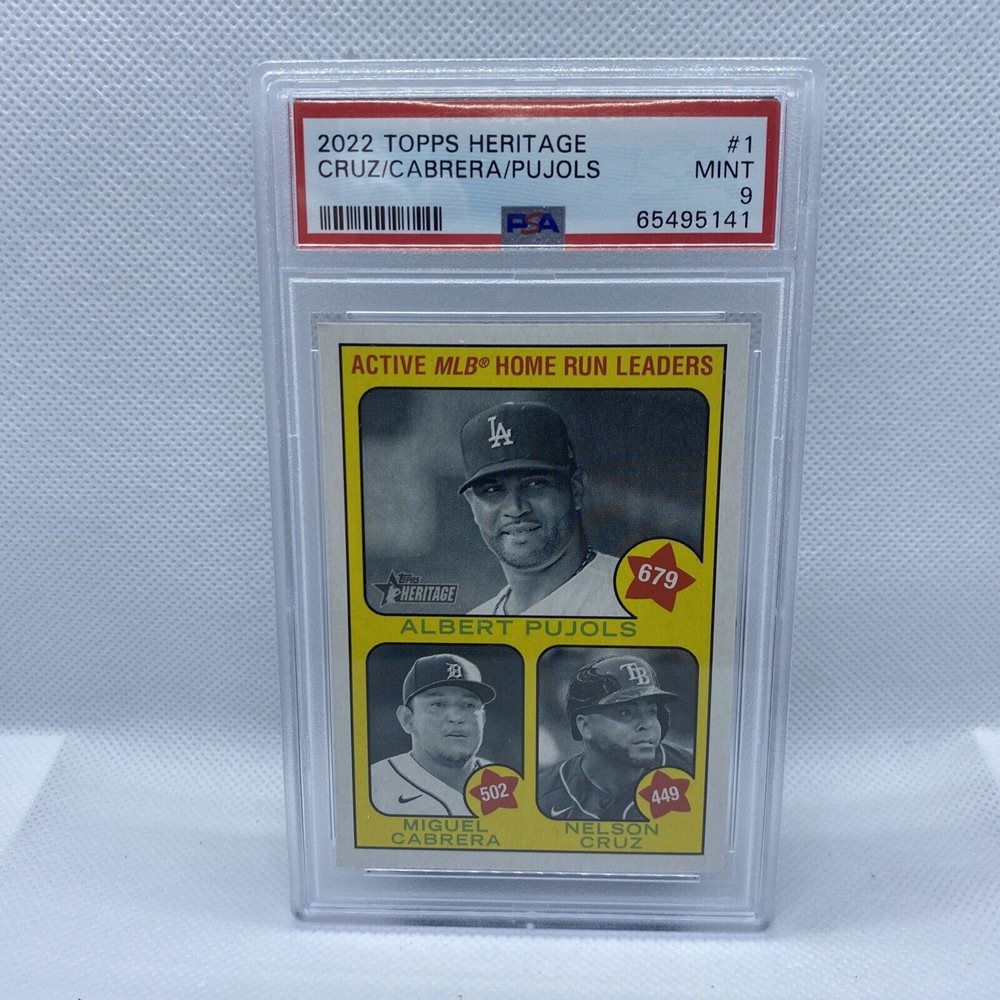 2022 TOPPS HERITAGE #1
CRUZ/CABRERA/PUJOLS MINT
9
PSA 65495141
ACTIVE MLB® HOME RUN LEADERS
LA
679
TOPPS
HERITAGE
ALBERT PUJOLS
D
TB
502
449
MIGUEL
CABRERA
NELSON
CRUZ